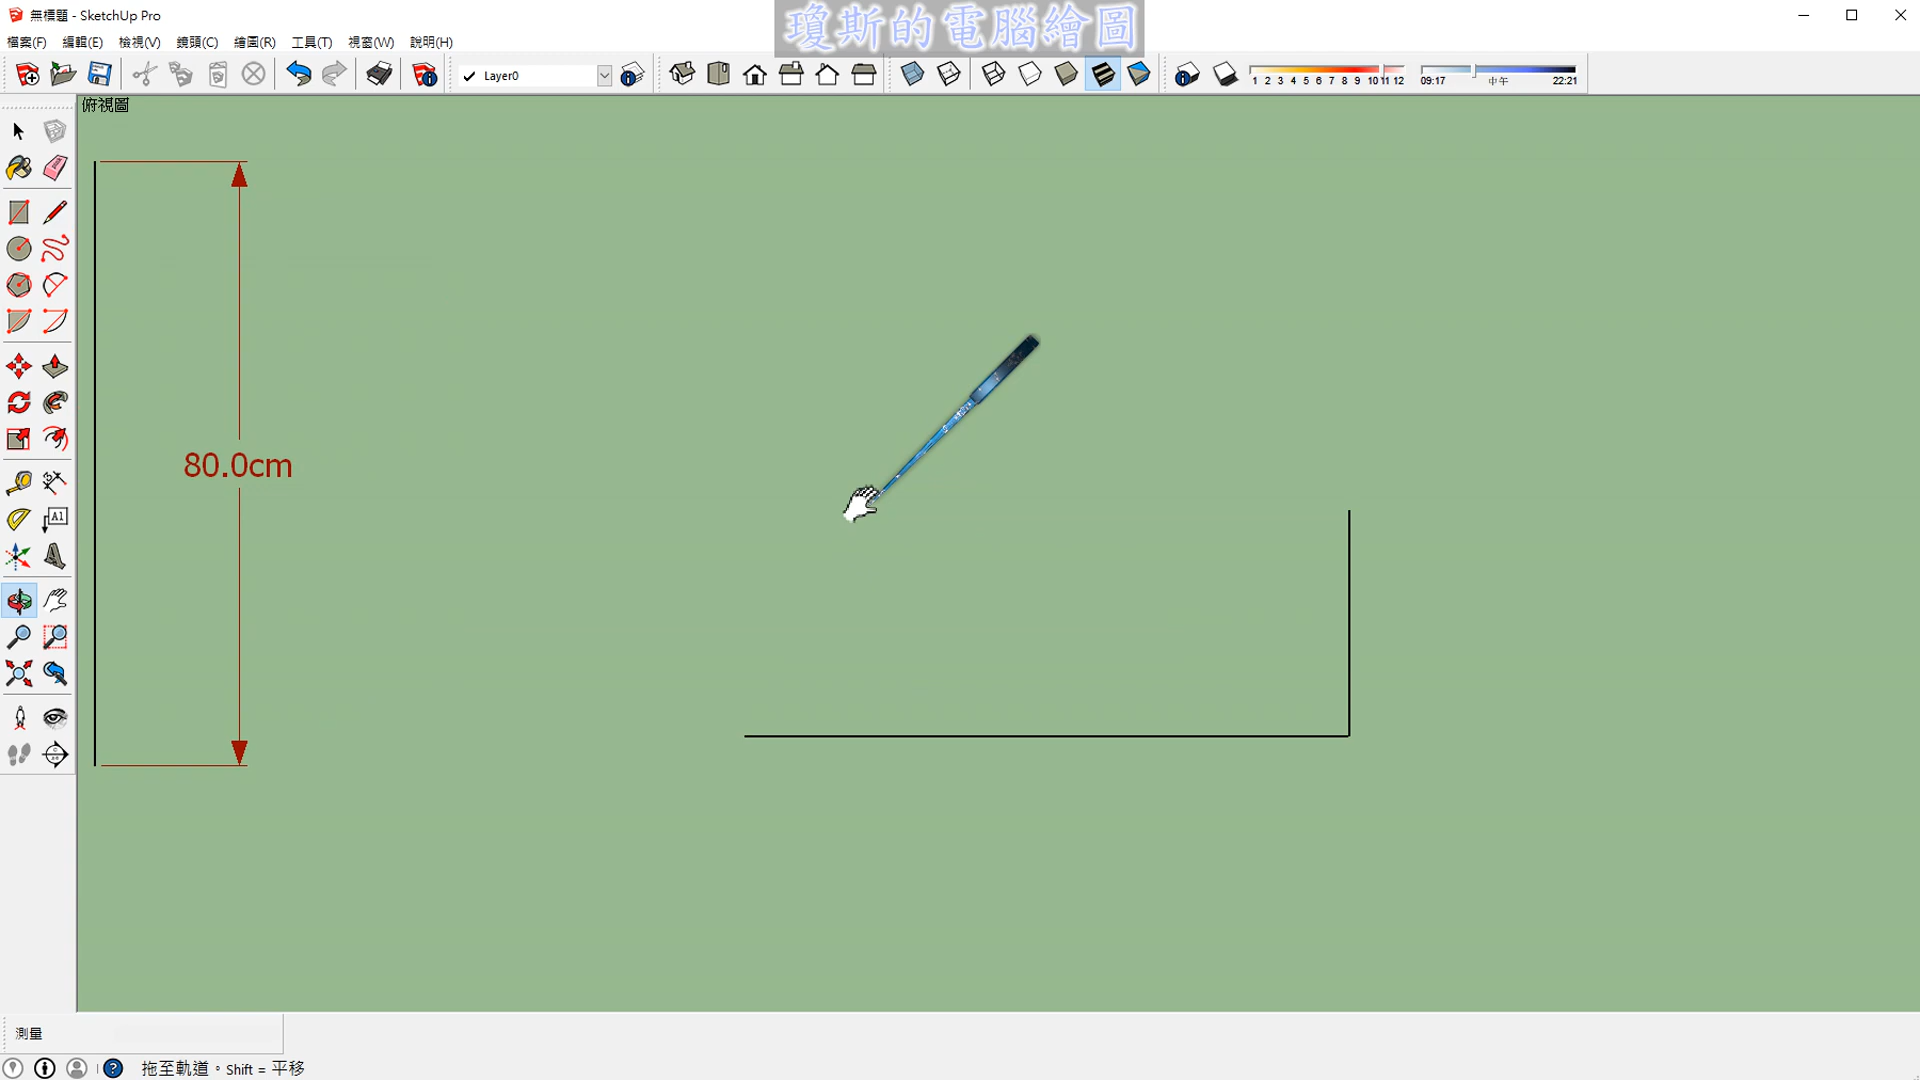 無標題 - SketchUp Pro
瓊斯的電腦繪圖
檔案(F) 編輯(E) 檢視(V) 鏡頭(C) 繪圖(R) 工具(T) 視窗(W) 說明(H)
Layer0
1 2 3 4 5 6 7 8 9 10 11 12
09:17 中午 22:21
俯視圖
80.0cm
A1
測量
拖至軌道。Shift = 平移